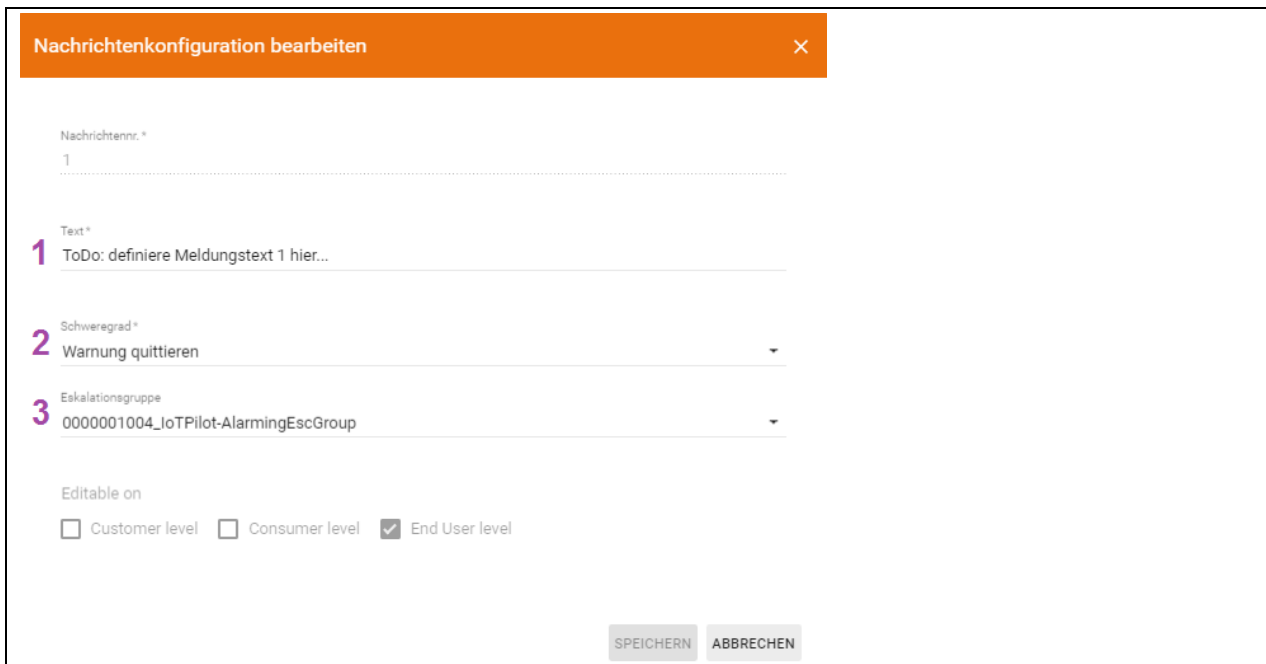 Nachrichtenkonfiguration bearbeiten
Nachrichtennr. *
1
Text *
1 ToDo: definiere Meldungstext 1 hier...
Schweregrad *
2 Warnung quittieren
Eskalationsgruppe
3 0000001004_IoTPilot-AlarmingEscGroup
Editable on
Customer level Consumer level End User level
SPEICHERN ABBRECHEN